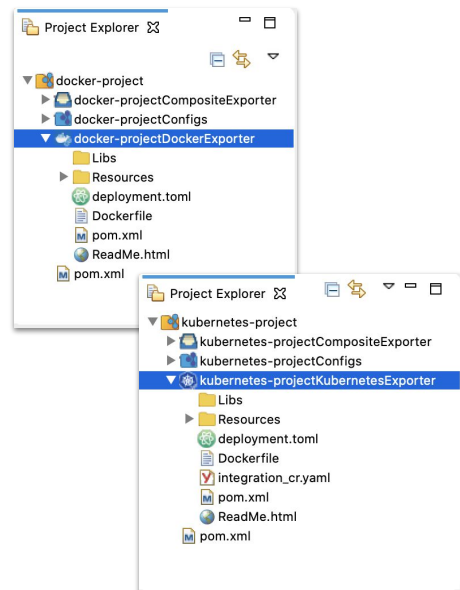 Project Explorer
docker-project
docker-projectCompositeExporter
docker-projectConfigs
docker-projectDockerExporter
Libs
Resources
deployment.toml
Dockerfile
pom.xml
ReadMe.html
pom.xml
Project Explorer
kubernetes-project
kubernetes-projectCompositeExporter
kubernetes-projectConfigs
kubernetes-projectKubernetesExporter
Libs
Resources
deployment.toml
Dockerfile
integration_cr.yaml
pom.xml
ReadMe.html
pom.xml